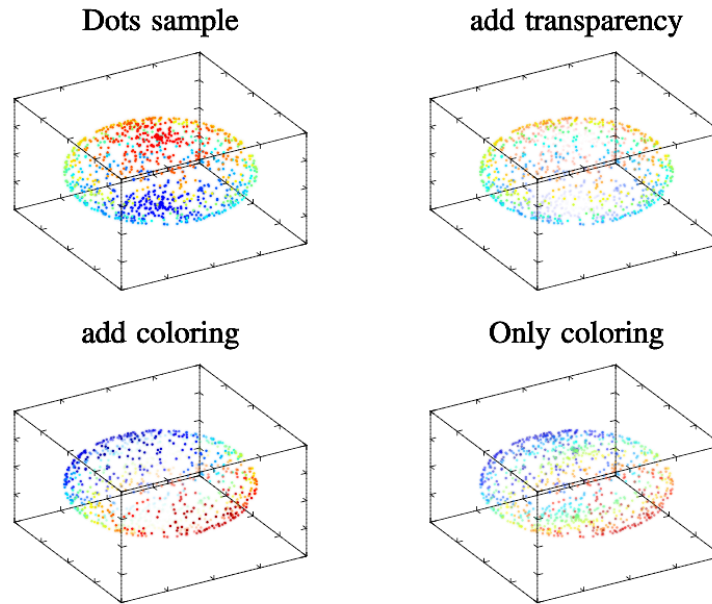 Dots sample
add transparency
add coloring
Only coloring